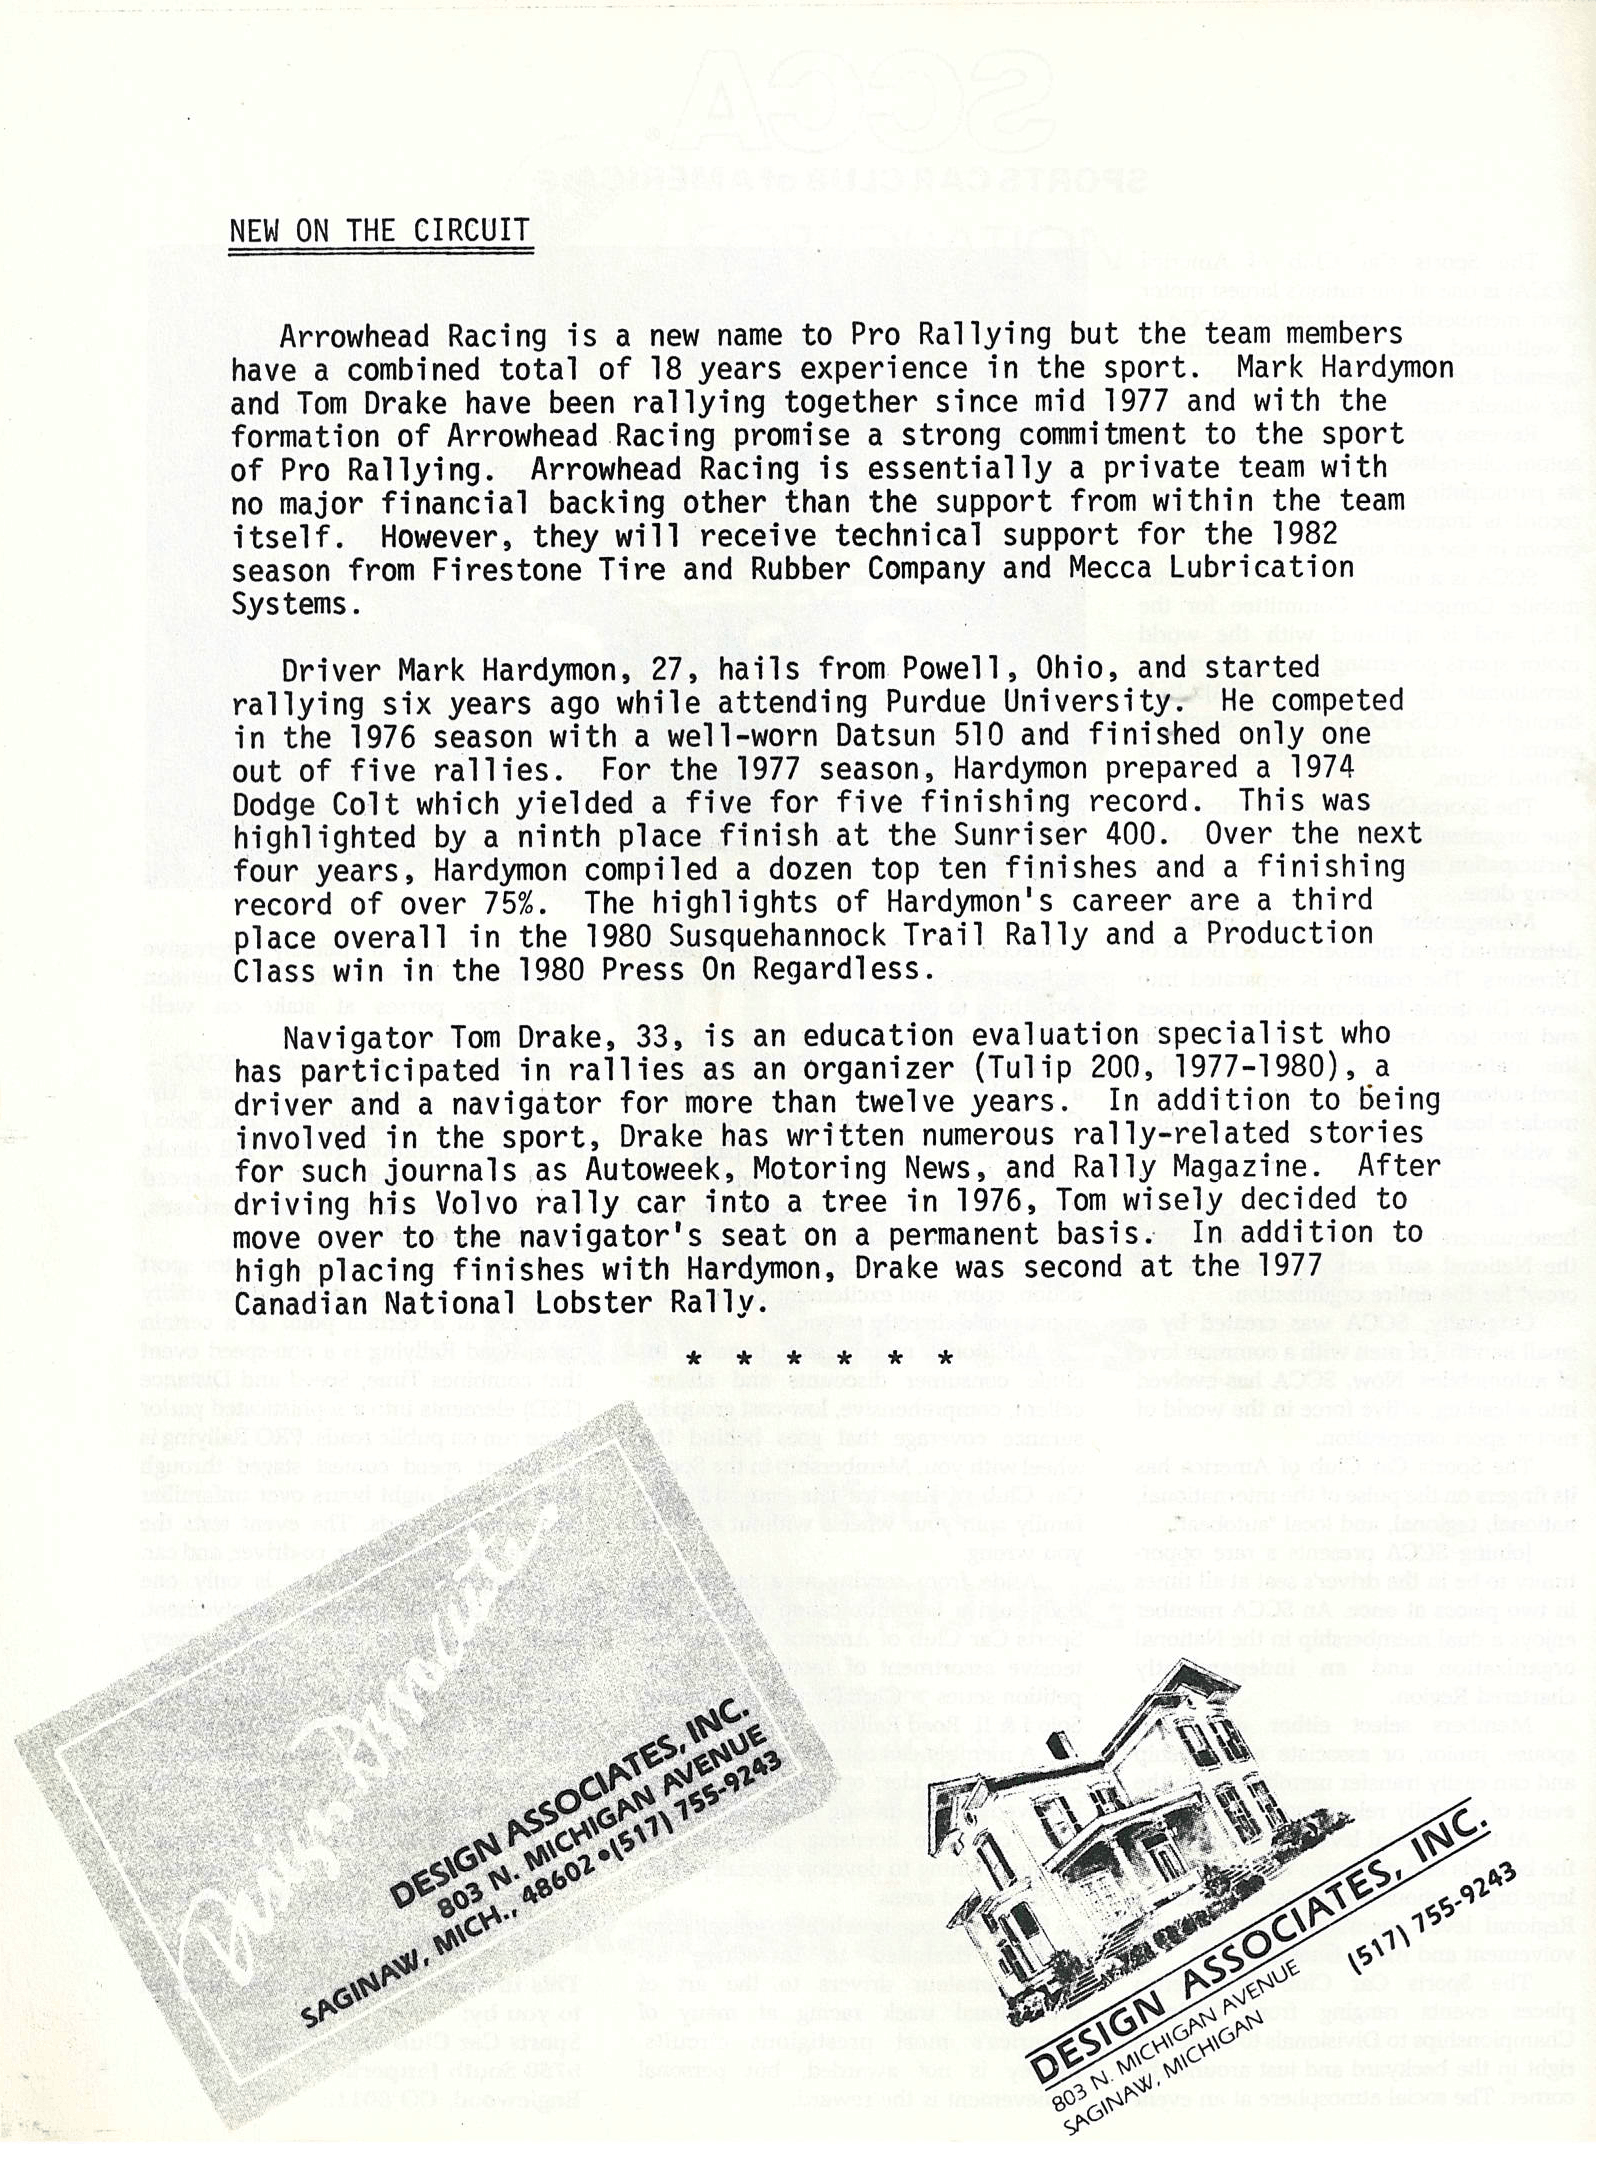 NEW ON THE CIRCUIT
Arrowhead Racing is a new name to Pro Rallying but the team members
have a combined total of 18 years experience in the sport. Mark Hardymon
and Tom Drake have been rallying together since mid 1977 and with the
formation of Arrowhead Racing promise a strong commitment to the sport
of Pro Rallying. Arrowhead Racing is essentially a private team with
no major financial backing other than the support from within the team
itself. However, they will receive technical support for the 1982
season from Firestone Tire and Rubber Company and Mecca Lubrication
Systems.
Driver Mark Hardymon, 27, hails from Powell, Ohio, and started
rallying six years ago while attending Purdue University. He competed
in the 1976 season with a well-worn Datsun 510 and finished only one
out of five rallies. For the 1977 season, Hardymon prepared a 1974
Dodge Colt which yielded a five for five finishing record. This was
highlighted by a ninth place finish at the Sunriser 400. Over the next
four years, Hardymon compiled a dozen top ten finishes and a finishing
record of over 75%. The highlights of Hardymon's career are a third
place overall in the 1980 Susquehannock Trail Rally and a Production
Class win in the 1980 Press On Regardless.
Navigator Tom Drake, 33, is an education evaluation specialist who
has participated in rallies as an organizer (Tulip 200, 1977-1980), a
driver and a navigator for more than twelve years. In addition to being
involved in the sport, Drake has written numerous rally-related stories
for such journals as Autoweek, Motoring News, and Rally Magazine. After
driving his Volvo rally car into a tree in 1976, Tom wisely decided to
move over to the navigator's seat on a permanent basis. In addition to
high placing finishes with Hardymon, Drake was second at the 1977
Canadian National Lobster Rally.
* * * * * *
DESIGN ASSOCIATES, INC.
803 N. MICHIGAN AVENUE
SAGINAW, MICH., 48602 • (517) 755-9243
DESIGN ASSOCIATES, INC.
803 N. MICHIGAN AVENUE (517) 755-9243
SAGINAW, MICHIGAN